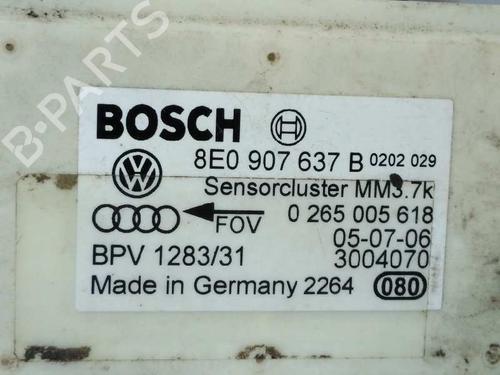 B-PARTS
BOSCH
8E0 907 637 B 0202 029
Sensorcluster MM3.7k
FOV 0 265 005 618
05-07-06
BPV 1283/31 3004070
Made in Germany 2264 080